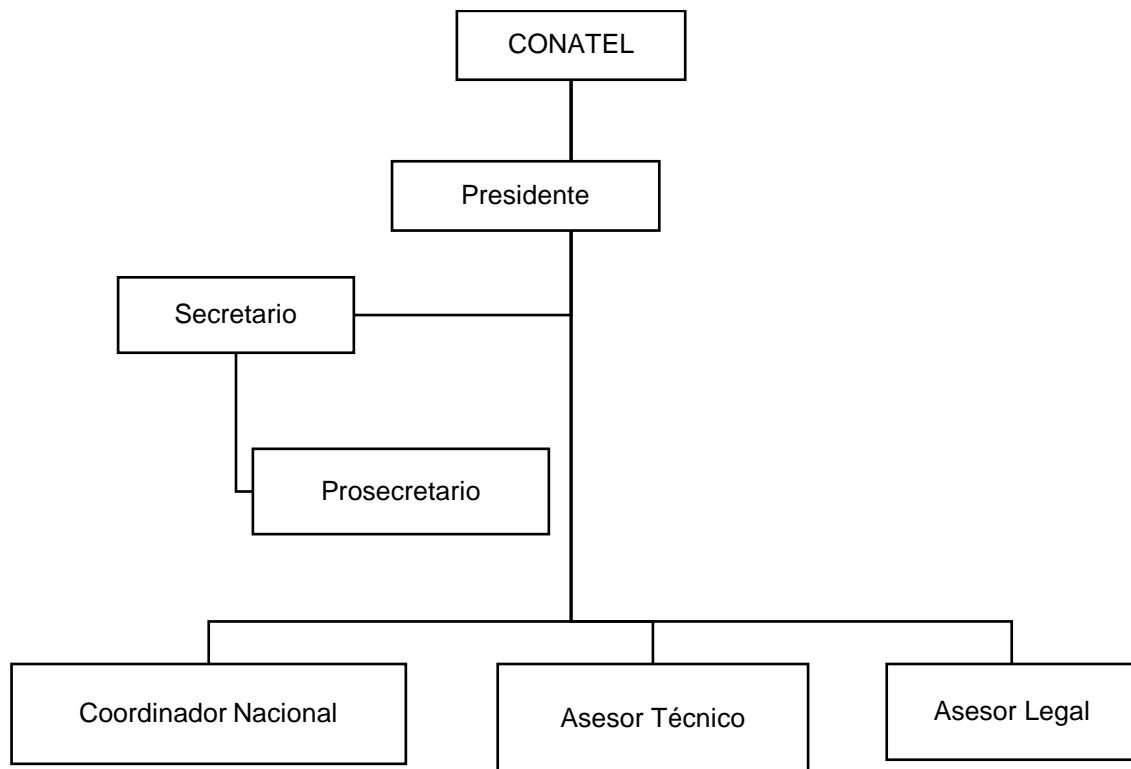 CONATEL
Presidente
Secretario
Prosecretario
Coordinador Nacional
Asesor Técnico
Asesor Legal